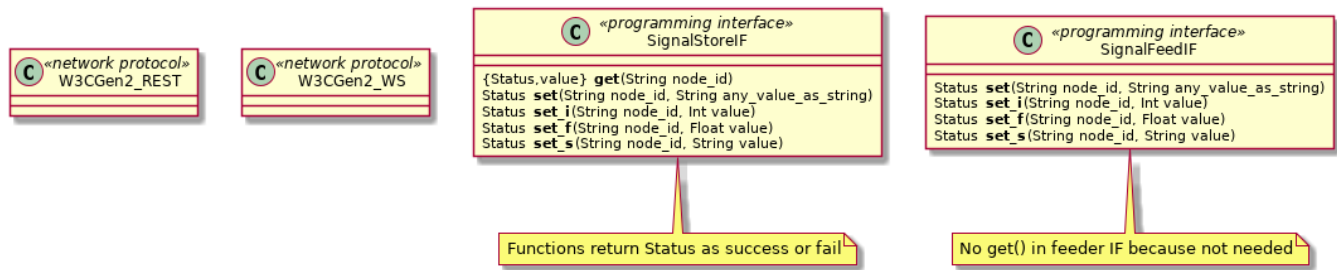 C «network protocol»
W3CGen2_REST
C «network protocol»
W3CGen2_WS
C «programming interface»
SignalStoreIF
{Status,value} get(String node_id)
Status set(String node_id, String any_value_as_string)
Status set_i(String node_id, Int value)
Status set_f(String node_id, Float value)
Status set_s(String node_id, String value)
Functions return Status as success or fail
C «programming interface»
SignalFeedIF
Status set(String node_id, String any_value_as_string)
Status set_i(String node_id, Int value)
Status set_f(String node_id, Float value)
Status set_s(String node_id, String value)
No get() in feeder IF because not needed